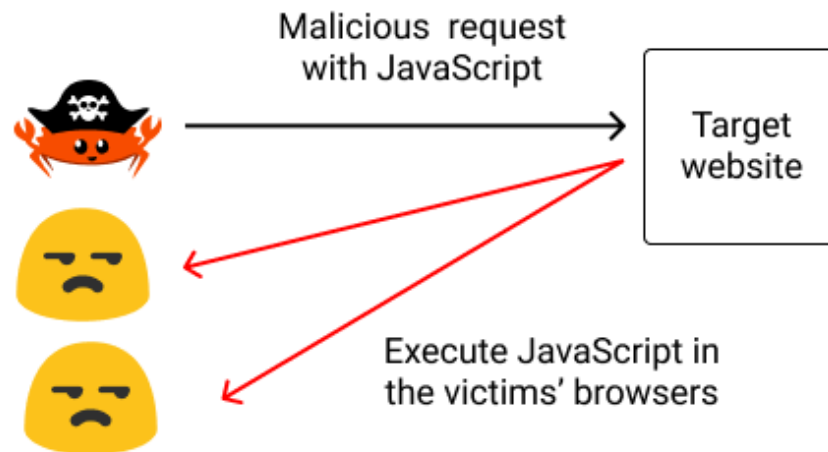 Malicious request
with JavaScript
Target
website
Execute JavaScript in
the victims’ browsers